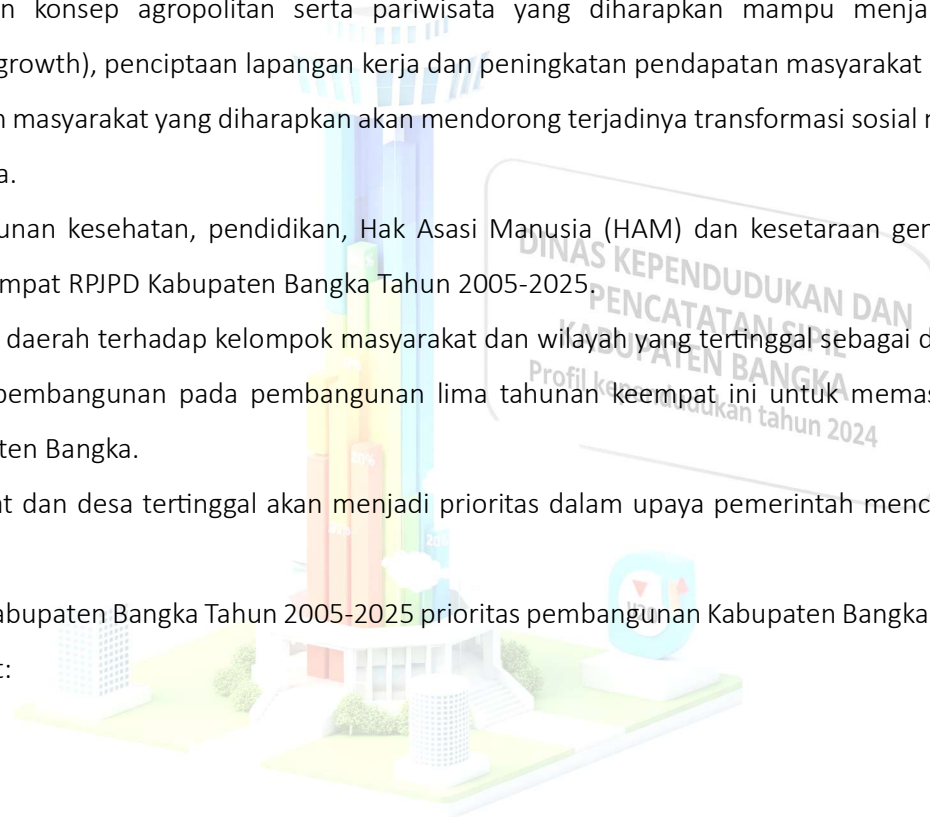 n konsep agropolitan serta pariwisata yang diharapkan mampu menja
growth), penciptaan lapangan kerja dan peningkatan pendapatan masyarakat
n masyarakat yang diharapkan akan mendorong terjadinya transformasi sosial
a.
unan kesehatan, pendidikan, Hak Asasi Manusia (HAM) dan kesetaraan gen
mpat RPJPD Kabupaten Bangka Tahun 2005-2025.
daerah terhadap kelompok masyarakat dan wilayah yang tertinggal sebagai d
pembangunan pada pembangunan lima tahunan keempat ini untuk memas
ten Bangka.
at dan desa tertinggal akan menjadi prioritas dalam upaya pemerintah menc
abupaten Bangka Tahun 2005-2025 prioritas pembangunan Kabupaten Bangka
t:
DINAS KEPENDUDUKAN DAN
PENCATATAN SIPIL
KABUPATEN BANGKA
Profil kependudukan tahun 2024
20%
20%